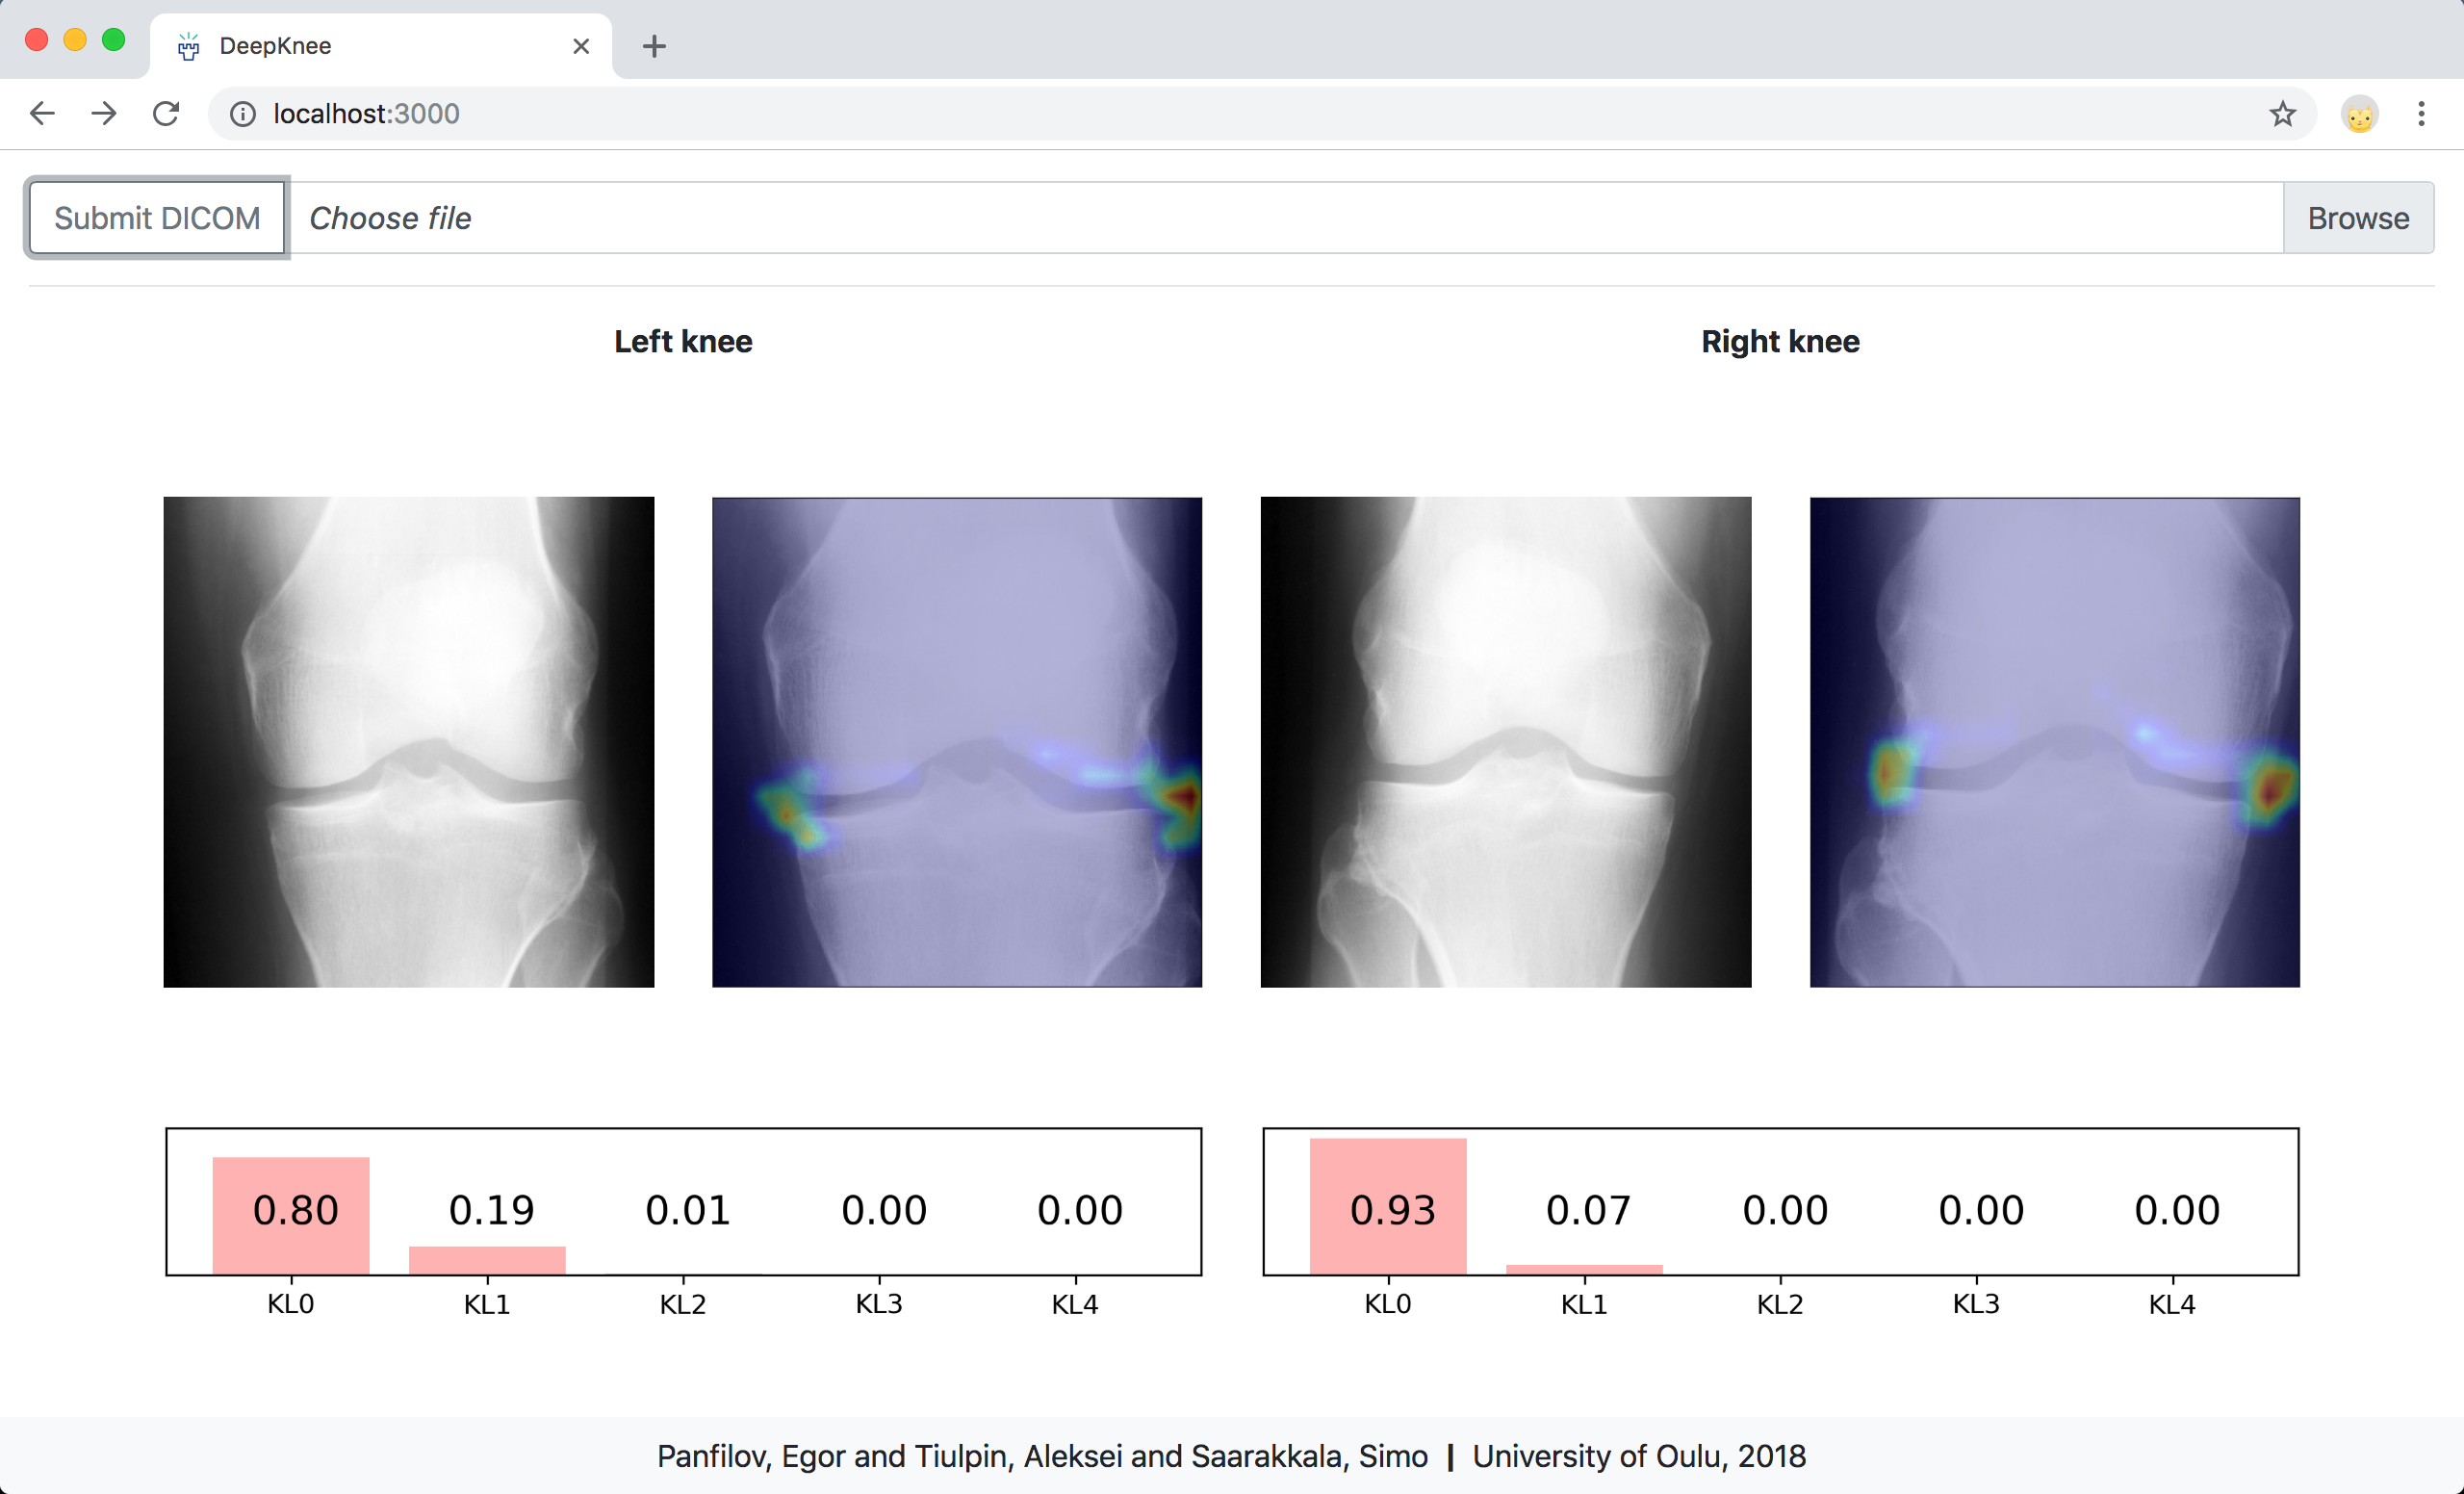 DeepKnee
localhost:3000
Submit DICOM Choose file Browse
Left knee Right knee
0.80 0.19 0.01 0.00 0.00
KL0 KL1 KL2 KL3 KL4
0.93 0.07 0.00 0.00 0.00
KL0 KL1 KL2 KL3 KL4
Panfilov, Egor and Tiulpin, Aleksei and Saarakkala, Simo | University of Oulu, 2018